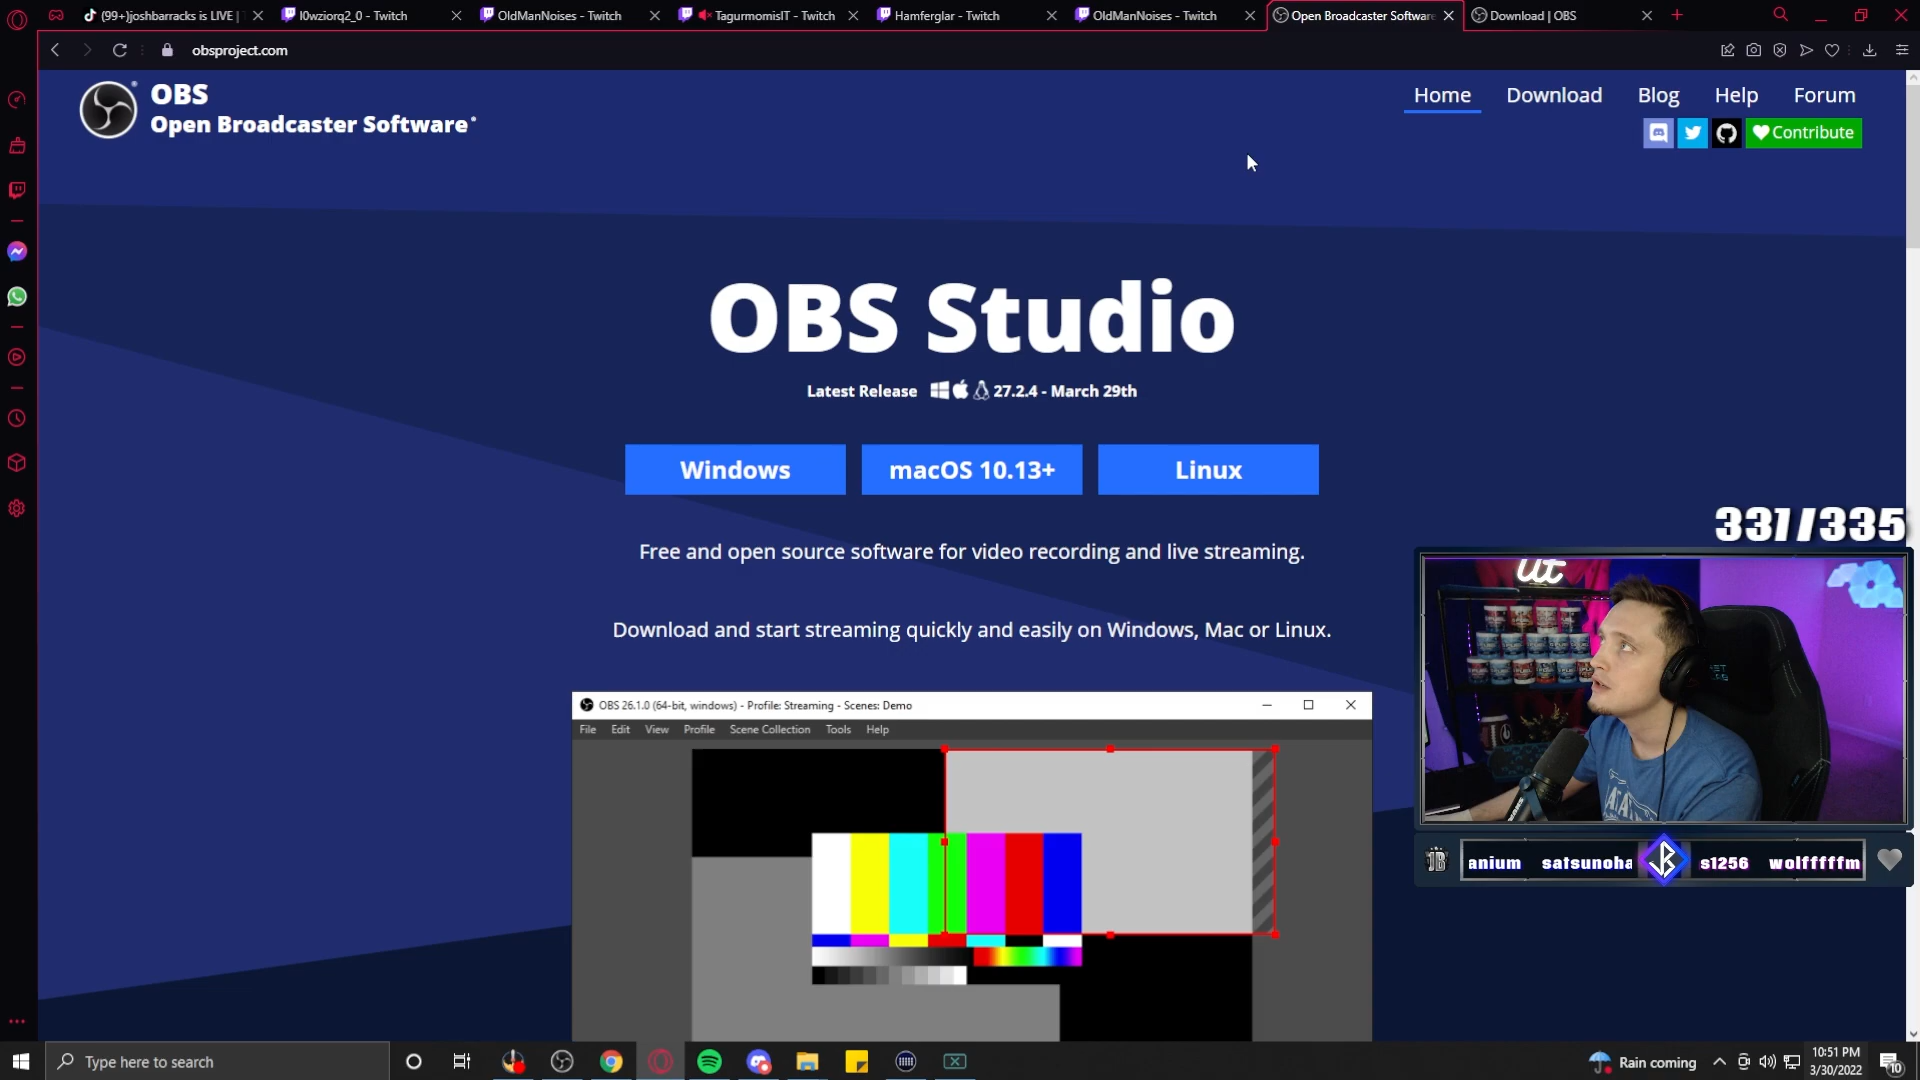 (99+)joshbarracks is LIVE |
l0wziorq2_0 - Twitch
OldManNoises - Twitch
TagurmomisIT - Twitch
Hamferglar - Twitch
OldManNoises - Twitch
Open Broadcaster Software
Download | OBS
obsproject.com
OBS
Open Broadcaster Software
Home
Download
Blog
Help
Forum
Contribute
OBS Studio
Latest Release 27.2.4 - March 29th
Windows
macOS 10.13+
Linux
Free and open source software for video recording and live streaming.
Download and start streaming quickly and easily on Windows, Mac or Linux.
331/335
ut
OBS 26.1.0 (64-bit, windows) - Profile: Streaming - Scenes: Demo
File Edit View Profile Scene Collection Tools Help
anium satsunoha s1256 wolfffffm
Type here to search
Rain coming
10:51 PM
3/30/2022
10